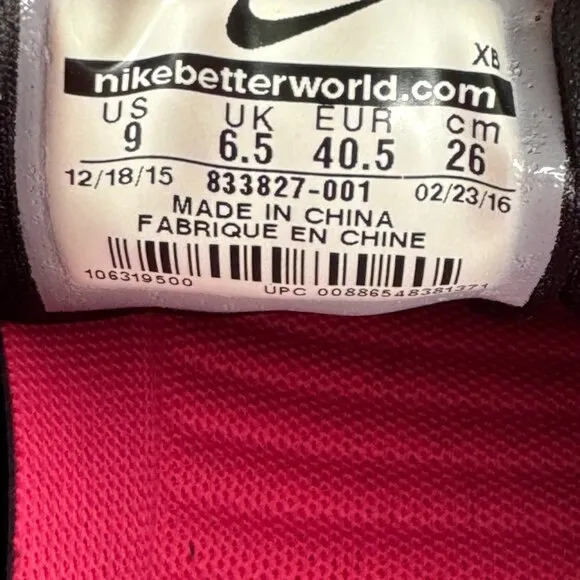 XB
nikebetterworld.com
US UK EUR cm
9 6.5 40.5 26
12/18/15 833827-001 02/23/16
MADE IN CHINA
FABRIQUE EN CHINE
106319500
UPC 00886548381371